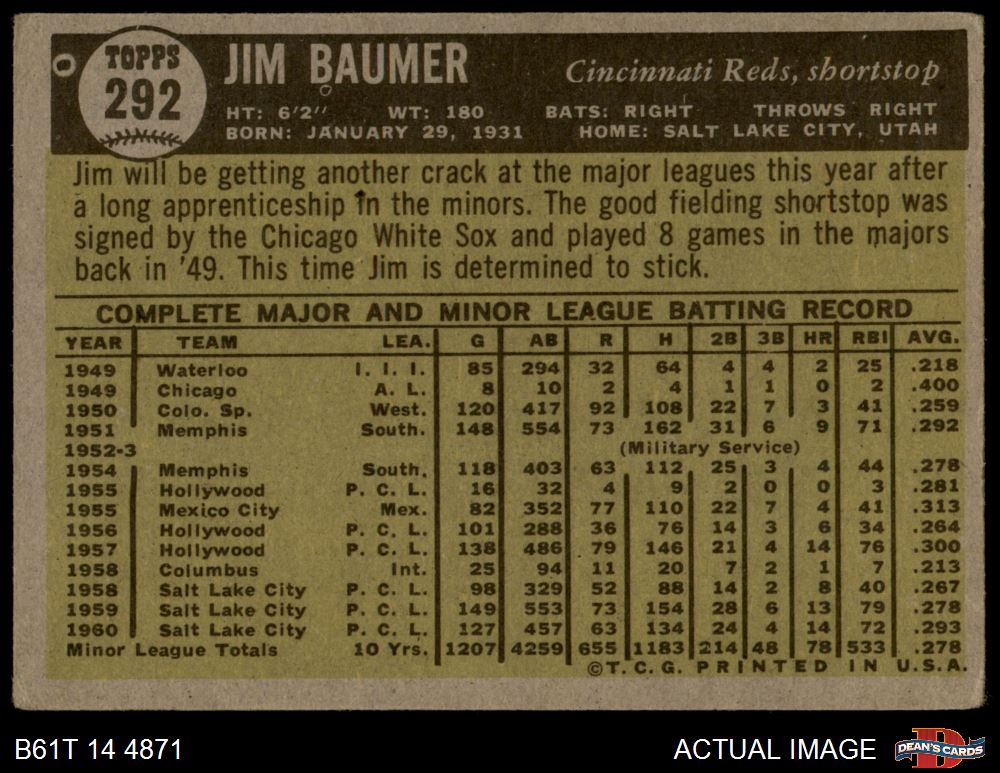 TOPPS
292
JIM BAUMER
Cincinnati Reds, shortstop
HT: 6'2" WT: 180 BATS: RIGHT THROWS RIGHT
BORN: JANUARY 29, 1931 HOME: SALT LAKE CITY, UTAH
Jim will be getting another crack at the major leagues this year after
a long apprenticeship in the minors. The good fielding shortstop was
signed by the Chicago White Sox and played 8 games in the majors
back in '49. This time Jim is determined to stick.
COMPLETE MAJOR AND MINOR LEAGUE BATTING RECORD
YEAR TEAM LEA. G AB R H 2B 3B HR RBI AVG.
1949 Waterloo I. I. I. 85 294 32 64 4 4 2 25 .218
1949 Chicago A. L. 8 10 2 4 1 1 0 2 .400
1950 Colo. Sp. West. 120 417 92 108 22 7 3 41 .259
1951 Memphis South. 148 554 73 162 31 6 9 71 .292
1952-3 (Military Service)
1954 Memphis South. 118 403 63 112 25 3 4 44 .278
1955 Hollywood P. C. L. 16 32 4 9 2 0 0 3 .281
1955 Mexico City Mex. 82 352 77 110 22 7 4 41 .313
1956 Hollywood P. C. L. 101 288 36 76 14 3 6 34 .264
1957 Hollywood P. C. L. 138 486 79 146 21 4 14 76 .300
1958 Columbus Int. 25 94 11 20 7 2 1 7 .213
1958 Salt Lake City P. C. L. 98 329 52 88 14 2 8 40 .267
1959 Salt Lake City P. C. L. 149 553 73 154 28 6 13 79 .278
1960 Salt Lake City P. C. L. 127 457 63 134 24 4 14 72 .293
Minor League Totals 10 Yrs. 1207 4259 655 1183 214 48 78 533 .278
©T.C.G. PRINTED IN U.S.A.
B61T 14 4871
ACTUAL IMAGE
D
DEAN'S CARDS